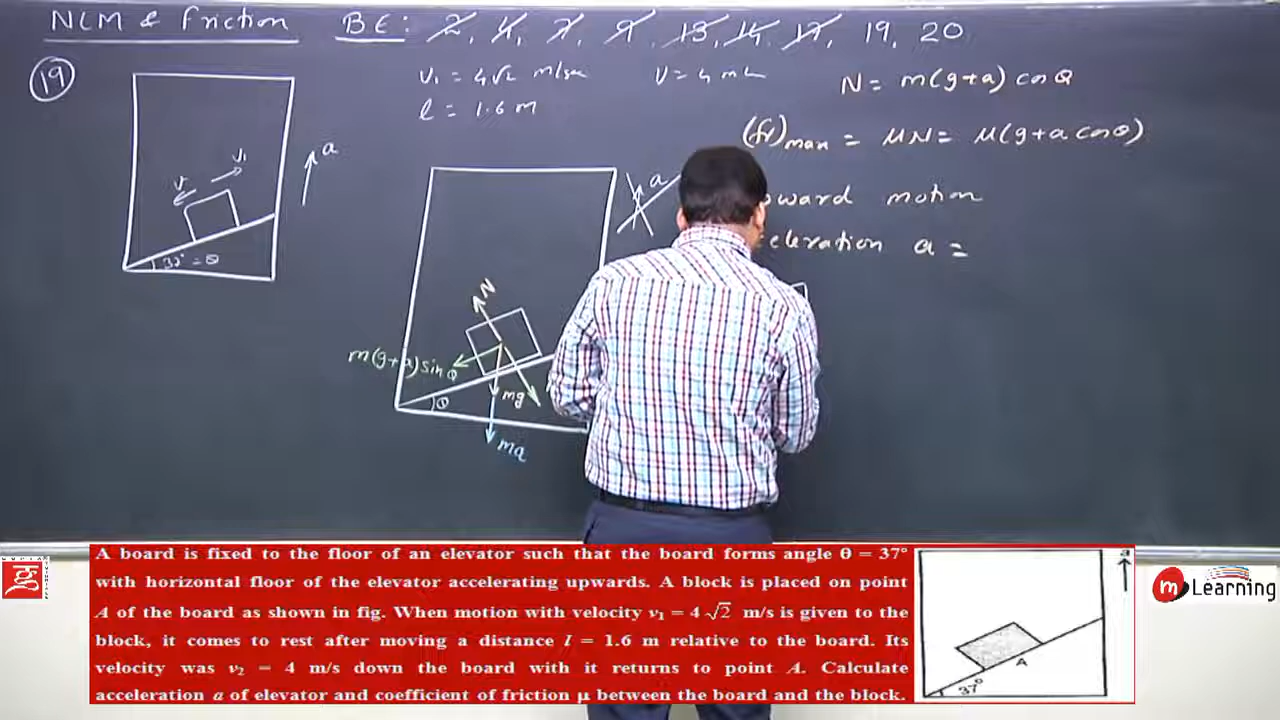 NLM & Friction BE: 2, 4, 7, 9, 13, 14, 17, 19, 20
19
v₁ = 4√2 m/sec
l = 1.6 m
N = m(g+a) cosθ
(fr)max = μN = μ(g+a cosθ)
motion
a =
a
v₁
v
37° = θ
a
N
m(g+a) sinθ
mg
θ
ma
A board is fixed to the floor of an elevator such that the board forms angle θ = 37°
with horizontal floor of the elevator accelerating upwards. A block is placed on point
A of the board as shown in fig. When motion with velocity v₁ = 4√2 m/s is given to the
block, it comes to rest after moving a distance l = 1.6 m relative to the board. Its
velocity was v₂ = 4 m/s down the board with it returns to point A. Calculate
acceleration a of elevator and coefficient of friction μ between the board and the block.
a
A
37°
m Learning